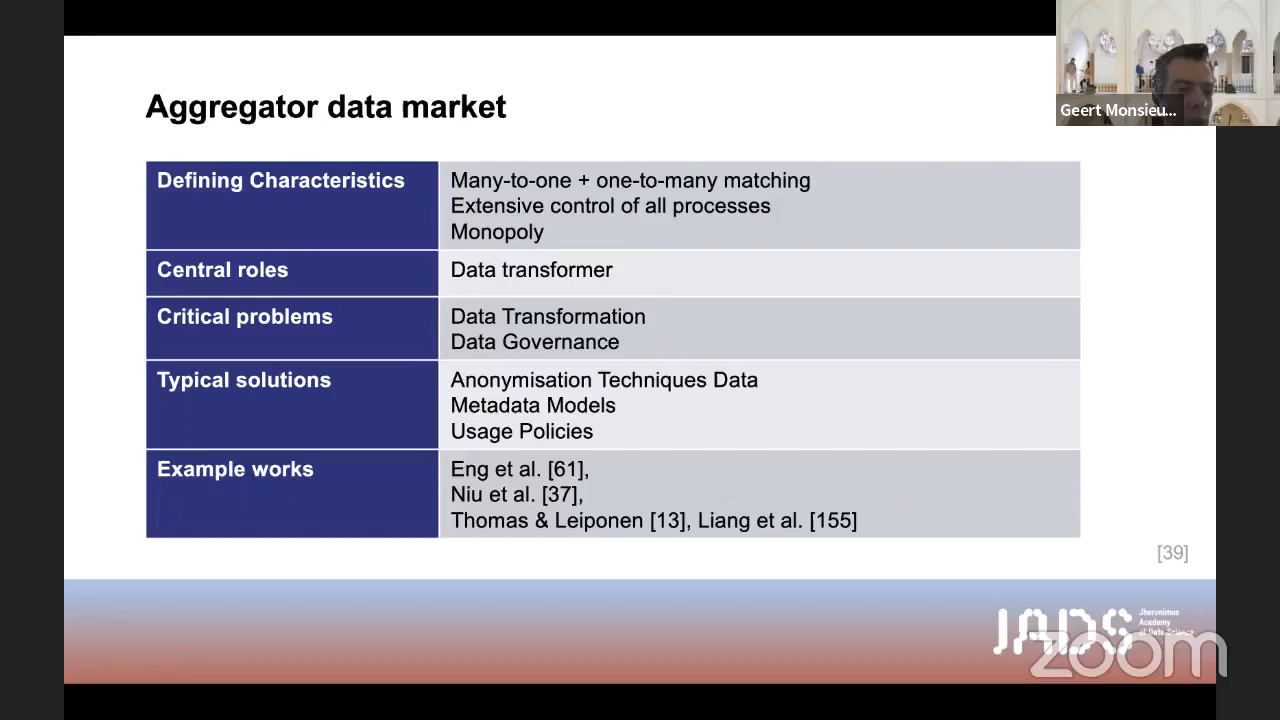 Geert Monsieu...
Aggregator data market
Defining Characteristics
Many-to-one + one-to-many matching
Extensive control of all processes
Monopoly
Central roles
Data transformer
Critical problems
Data Transformation
Data Governance
Typical solutions
Anonymisation Techniques Data
Metadata Models
Usage Policies
Example works
Eng et al. [61],
Niu et al. [37],
Thomas & Leiponen [13], Liang et al. [155]
[39]
JADS
Jheronimus
Academy
of Data Science
zoom